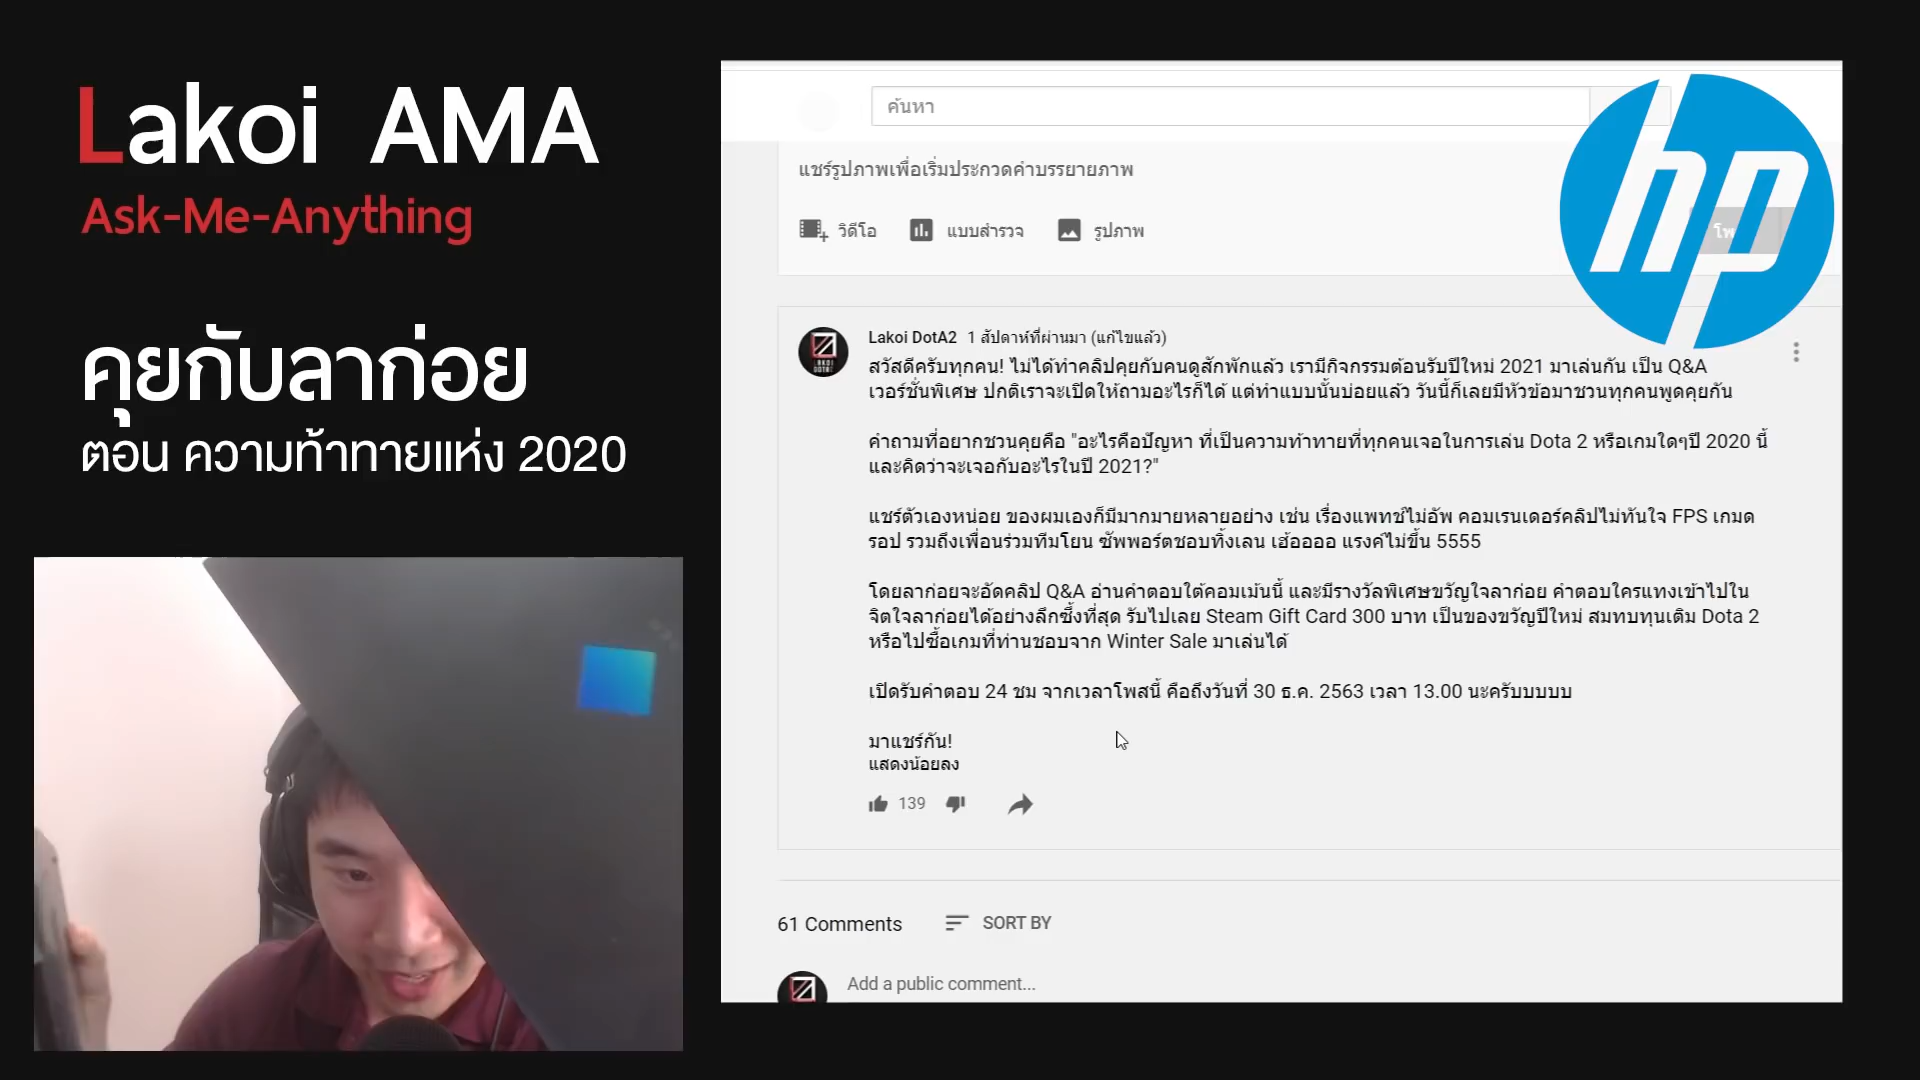 Lakoi AMA
Ask-Me-Anything
คุยกับลาก่อย
ตอน ความท้าทายแห่ง 2020
ค้นหา
hp
แชร์รูปภาพเพื่อเริ่มประกวดคำบรรยายภาพ
วิดีโอ แบบสำรวจ รูปภาพ
Lakoi DotA2 1 สัปดาห์ที่ผ่านมา (แก้ไขแล้ว)
สวัสดีครับทุกคน! ไม่ได้ทำคลิปคุยกับคนดูสักพักแล้ว เรามีกิจกรรมต้อนรับปีใหม่ 2021 มาเล่นกัน เป็น Q&A
เวอร์ชั่นพิเศษ ปกติเราจะเปิดให้ถามอะไรก็ได้ แต่ทำแบบนั้นบ่อยแล้ว วันนี้ก็เลยมีหัวข้อมาชวนทุกคนพูดคุยกัน
คำถามที่อยากชวนคุยคือ "อะไรคือปัญหา ที่เป็นความท้าทายที่ทุกคนเจอในการเล่น Dota 2 หรือเกมใดๆปี 2020 นี้
และคิดว่าจะเจอกับอะไรในปี 2021?"
แชร์ตัวเองหน่อย ของผมเองก็มีมากมายหลายอย่าง เช่น เรื่องแพทช์ไม่อัพ คอมเรนเดอร์คลิปไม่ทันใจ FPS เกมด
รอป รวมถึงเพื่อนร่วมทีมโยน ซัพพอร์ตชอบทิ้งเลน เฮ้อออออ แรงค์ไม่ขึ้น 5555
โดยลาก่อยจะอัดคลิป Q&A อ่านคำตอบใต้คอมเม้นนี้ และมีรางวัลพิเศษขวัญใจลาก่อย คำตอบใครแทงเข้าไปใน
จิตใจลาก่อยได้อย่างลึกซึ้งที่สุด รับไปเลย Steam Gift Card 300 บาท เป็นของขวัญปีใหม่ สมทบทุนเติม Dota 2
หรือไปซื้อเกมที่ท่านชอบจาก Winter Sale มาเล่นได้
เปิดรับคำตอบ 24 ชม จากเวลาโพสนี้ คือถึงวันที่ 30 ธ.ค. 2563 เวลา 13.00 นะครับบบบบ
มาแชร์กัน!
แสดงน้อยลง
139
61 Comments SORT BY
Add a public comment...